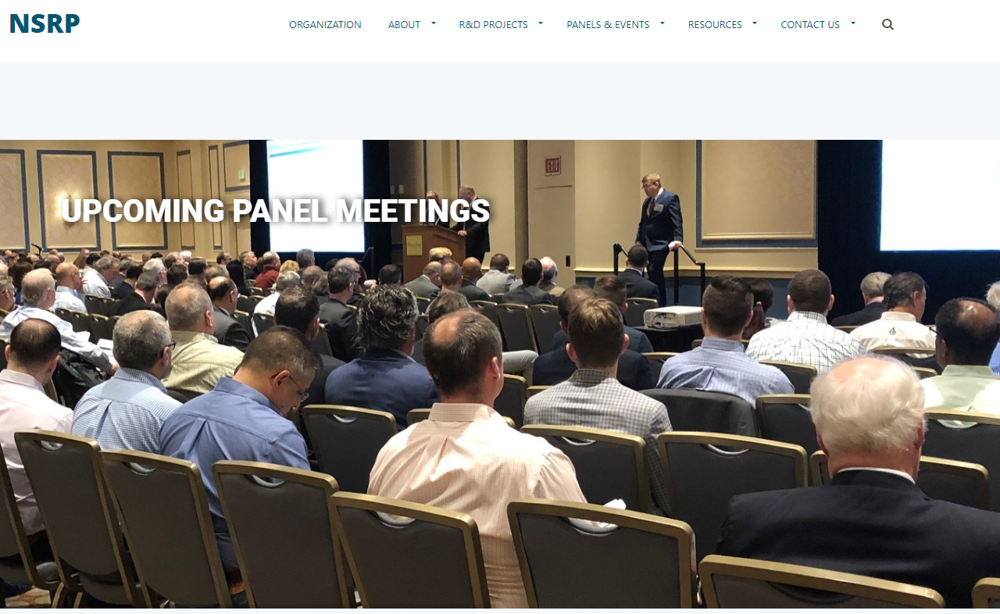 NSRP
ORGANIZATION ABOUT R&D PROJECTS PANELS & EVENTS RESOURCES CONTACT US
EXIT
UPCOMING PANEL MEETINGS